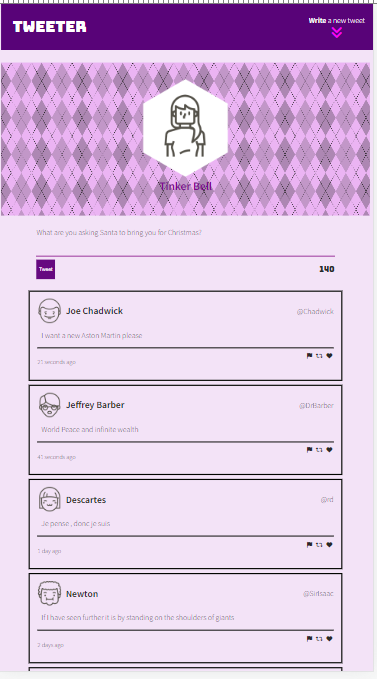 TWEETER
Write a new tweet
Tinker Bell
What are you asking Santa to bring you for Christmas?
Tweet
140
Joe Chadwick
@Chadwick
I want a new Aston Martin please
Jeffrey Barber
@DrBarber
World Peace and infinite wealth
41 seconds ago
Descartes
@rd
Je pense , donc je suis
1 day ago
Newton
@SirIsaac
If I have seen further it is by standing on the shoulders of giants
2 days ago